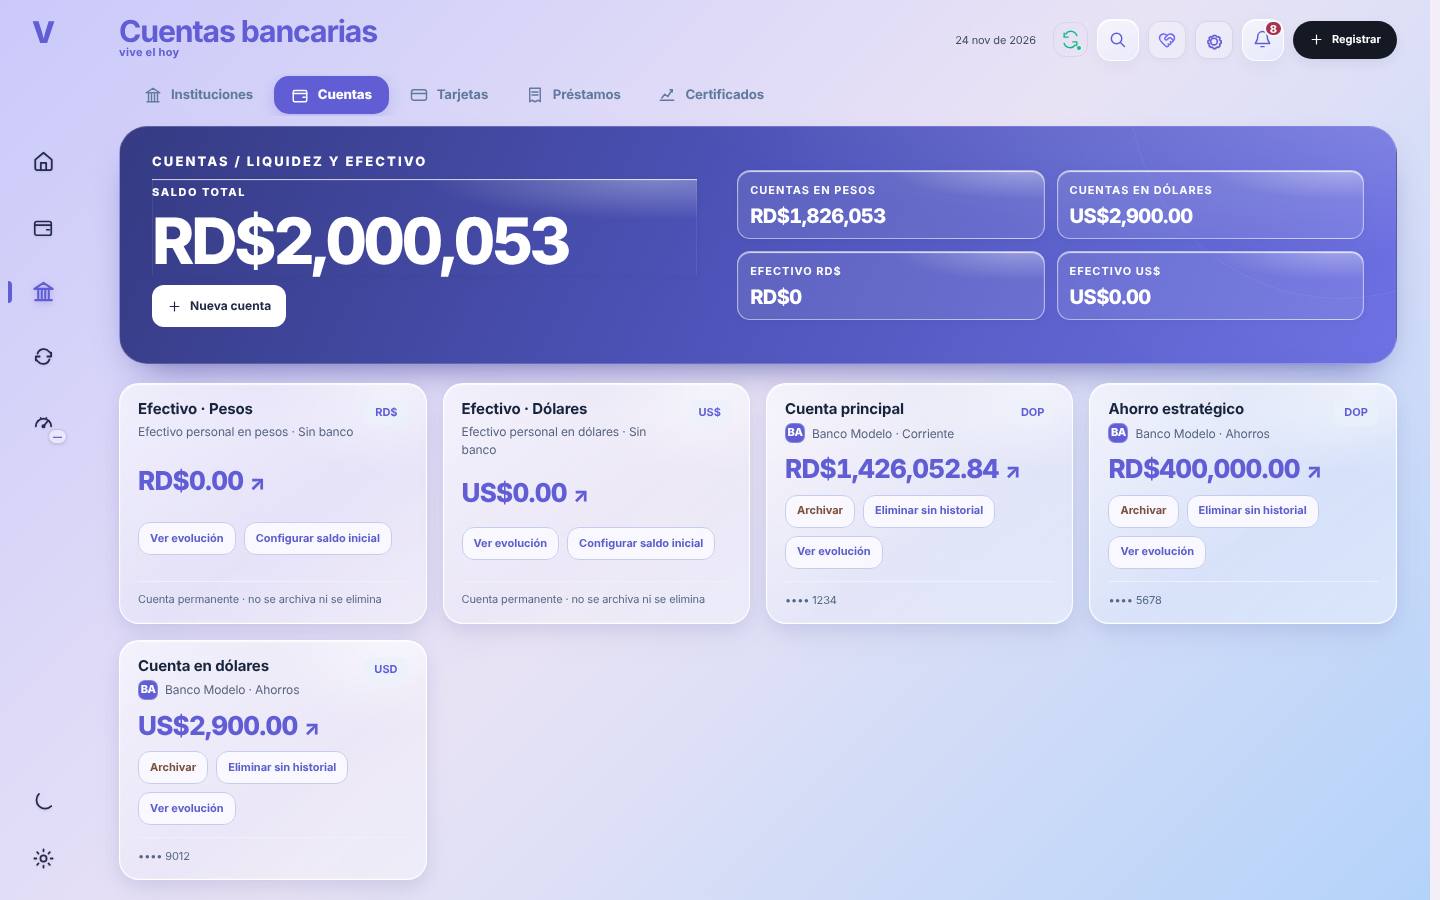 V
Cuentas bancarias
vive el hoy
24 nov de 2026
8
Registrar
Instituciones
Cuentas
Tarjetas
Préstamos
Certificados
CUENTAS / LIQUIDEZ Y EFECTIVO
SALDO TOTAL
RD$2,000,053
Nueva cuenta
CUENTAS EN PESOS
RD$1,826,053
CUENTAS EN DÓLARES
US$2,900.00
EFECTIVO RD$
RD$0
EFECTIVO US$
US$0.00
Efectivo · Pesos
RD$
Efectivo personal en pesos · Sin banco
RD$0.00
Ver evolución
Configurar saldo inicial
Cuenta permanente · no se archiva ni se elimina
Efectivo · Dólares
US$
Efectivo personal en dólares · Sin
banco
US$0.00
Ver evolución
Configurar saldo inicial
Cuenta permanente · no se archiva ni se elimina
Cuenta principal
DOP
BA Banco Modelo · Corriente
RD$1,426,052.84
Archivar
Eliminar sin historial
Ver evolución
•••• 1234
Ahorro estratégico
DOP
BA Banco Modelo · Ahorros
RD$400,000.00
Archivar
Eliminar sin historial
Ver evolución
•••• 5678
Cuenta en dólares
USD
BA Banco Modelo · Ahorros
US$2,900.00
Archivar
Eliminar sin historial
Ver evolución
•••• 9012